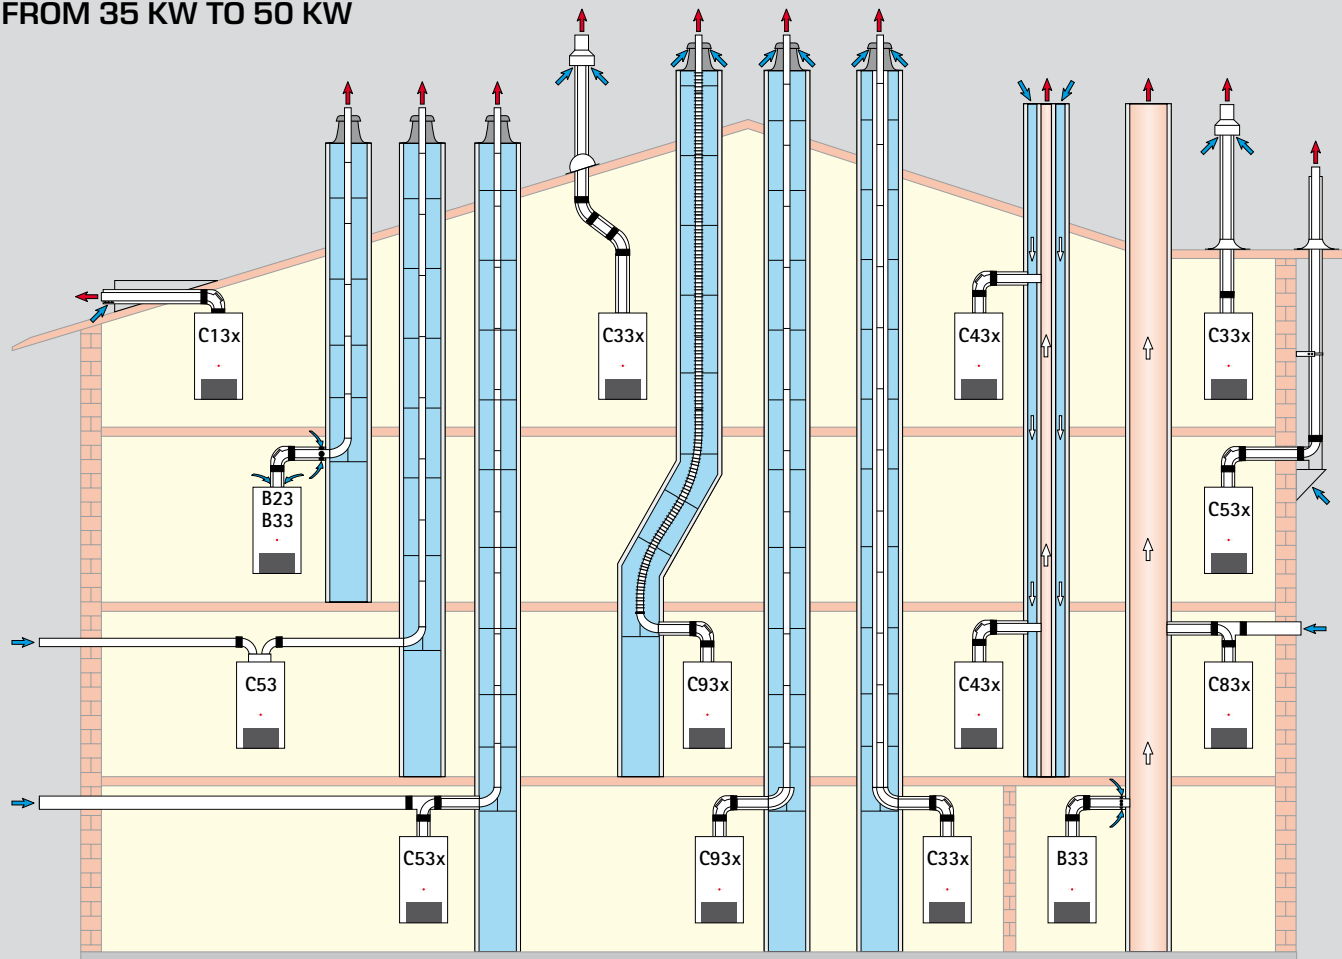 FROM 35 KW TO 50 KW
C13x
C33x
C43x
C33x
B23
B33
C53x
C53
C93x
C43x
C83x
C53x
C93x
C33x
B33